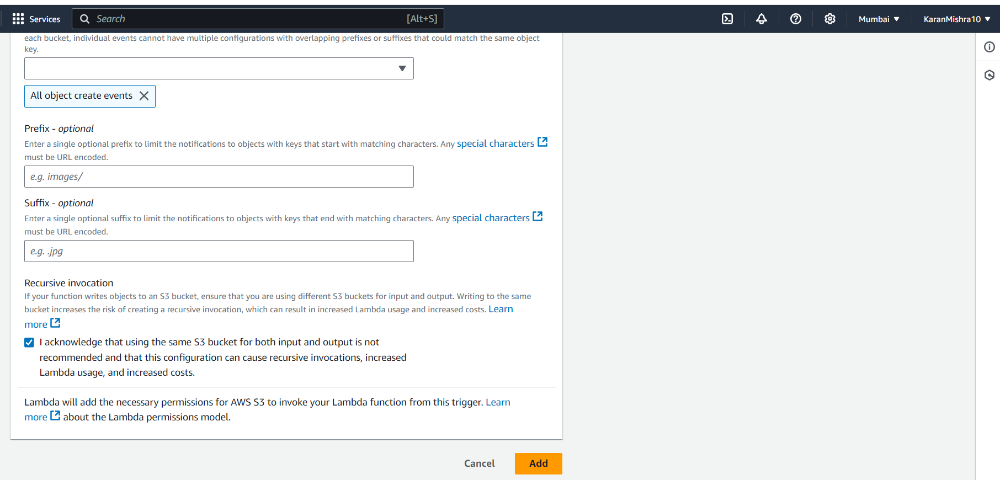 Services
Search
[Alt+S]
Mumbai
KaranMishra10
each bucket, individual events cannot have multiple configurations with overlapping prefixes or suffixes that could match the same object
key.
All object create events
Prefix - optional
Enter a single optional prefix to limit the notifications to objects with keys that start with matching characters. Any special characters
must be URL encoded.
e.g. images/
Suffix - optional
Enter a single optional suffix to limit the notifications to objects with keys that end with matching characters. Any special characters
must be URL encoded.
e.g. .jpg
Recursive invocation
If your function writes objects to an S3 bucket, ensure that you are using different S3 buckets for input and output. Writing to the same
bucket increases the risk of creating a recursive invocation, which can result in increased Lambda usage and increased costs. Learn
more
I acknowledge that using the same S3 bucket for both input and output is not
recommended and that this configuration can cause recursive invocations, increased
Lambda usage, and increased costs.
Lambda will add the necessary permissions for AWS S3 to invoke your Lambda function from this trigger. Learn
more about the Lambda permissions model.
Cancel
Add